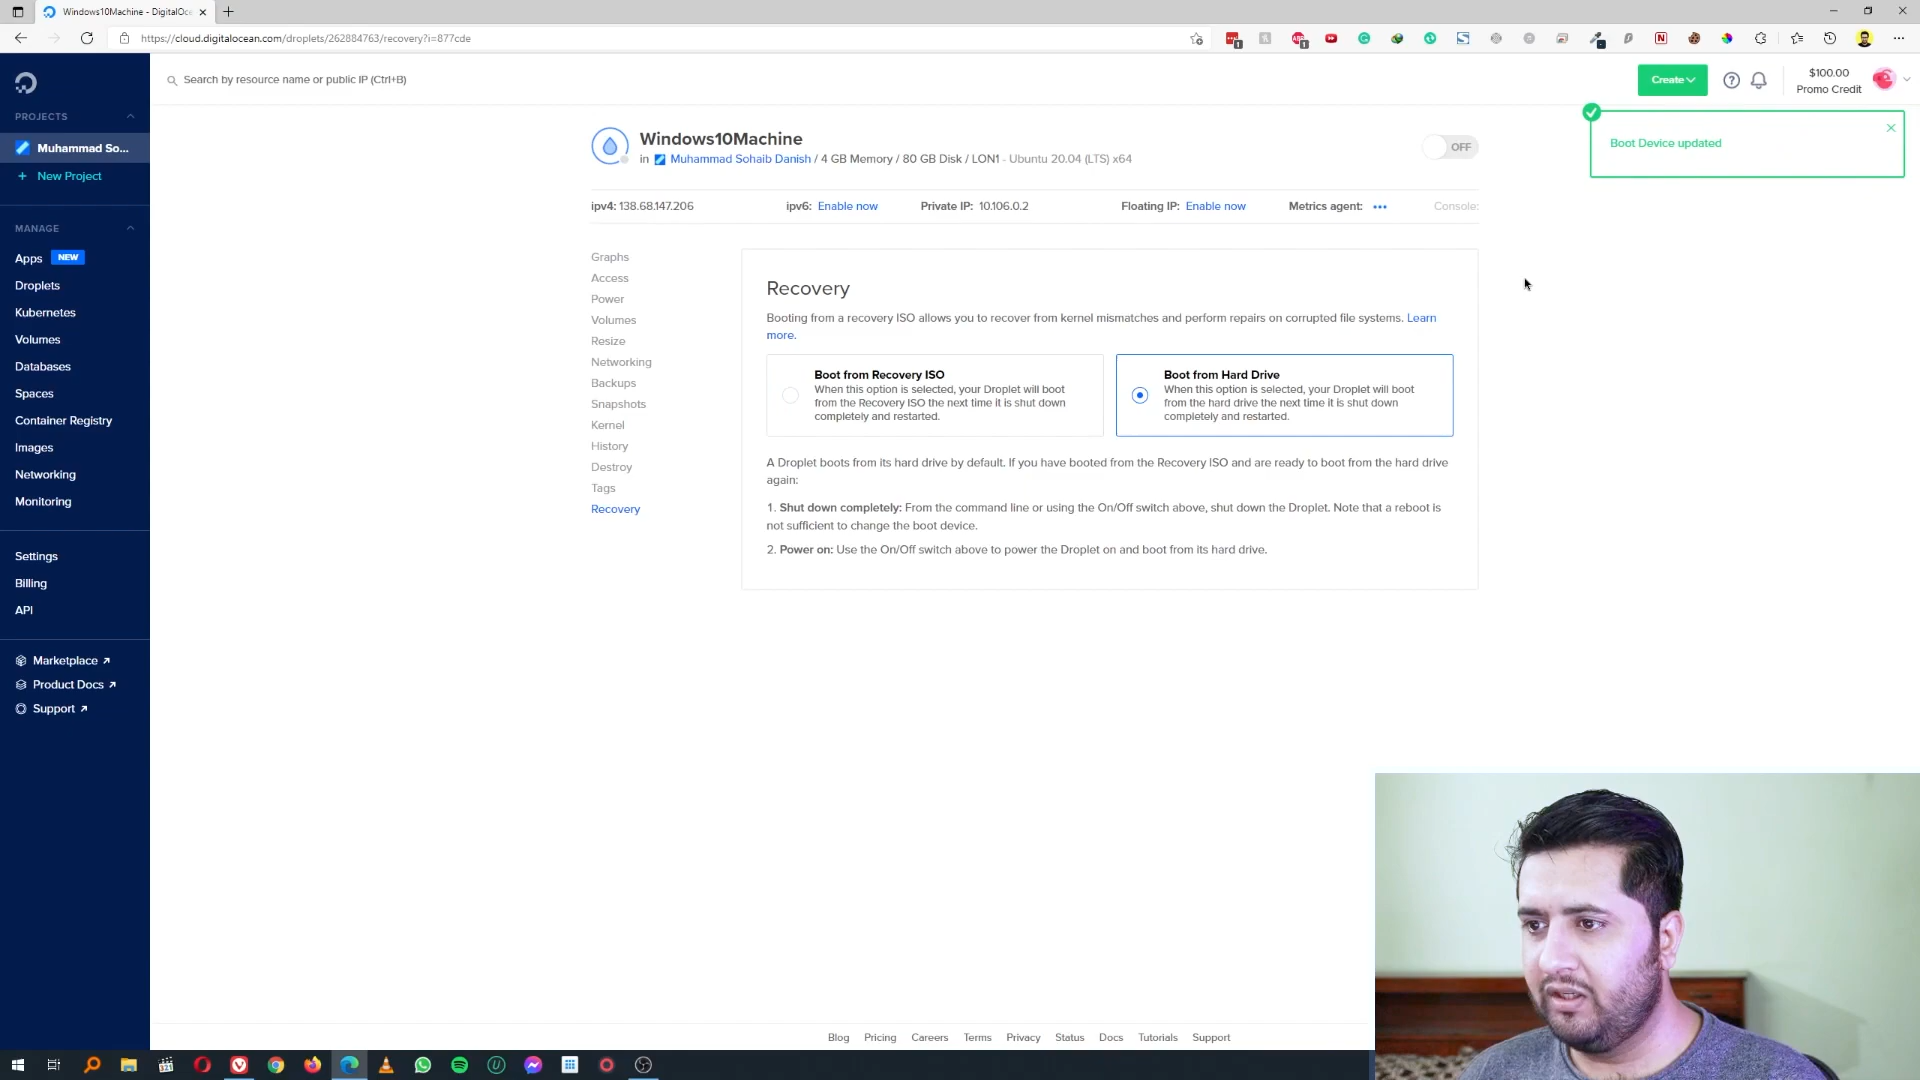 Windows10Machine - DigitalOce
https://cloud.digitalocean.com/droplets/262884763/recovery?i=877cde
Search by resource name or public IP (Ctrl+B)
Create
$100.00
Promo Credit
PROJECTS
Muhammad So...
+ New Project
MANAGE
Apps NEW
Droplets
Kubernetes
Volumes
Databases
Spaces
Container Registry
Images
Networking
Monitoring
Settings
Billing
API
Marketplace
Product Docs
Support
Windows10Machine
in Muhammad Sohaib Danish / 4 GB Memory / 80 GB Disk / LON1 - Ubuntu 20.04 (LTS) x64
OFF
Boot Device updated
ipv4: 138.68.147.206 ipv6: Enable now Private IP: 10.106.0.2 Floating IP: Enable now Metrics agent: ••• Console:
Graphs
Access
Power
Volumes
Resize
Networking
Backups
Snapshots
Kernel
History
Destroy
Tags
Recovery
Recovery
Booting from a recovery ISO allows you to recover from kernel mismatches and perform repairs on corrupted file systems. Learn
more.
Boot from Recovery ISO
When this option is selected, your Droplet will boot
from the Recovery ISO the next time it is shut down
completely and restarted.
Boot from Hard Drive
When this option is selected, your Droplet will boot
from the hard drive the next time it is shut down
completely and restarted.
A Droplet boots from its hard drive by default. If you have booted from the Recovery ISO and are ready to boot from the hard drive
again:
1. Shut down completely: From the command line or using the On/Off switch above, shut down the Droplet. Note that a reboot is
not sufficient to change the boot device.
2. Power on: Use the On/Off switch above to power the Droplet on and boot from its hard drive.
Blog Pricing Careers Terms Privacy Status Docs Tutorials Support